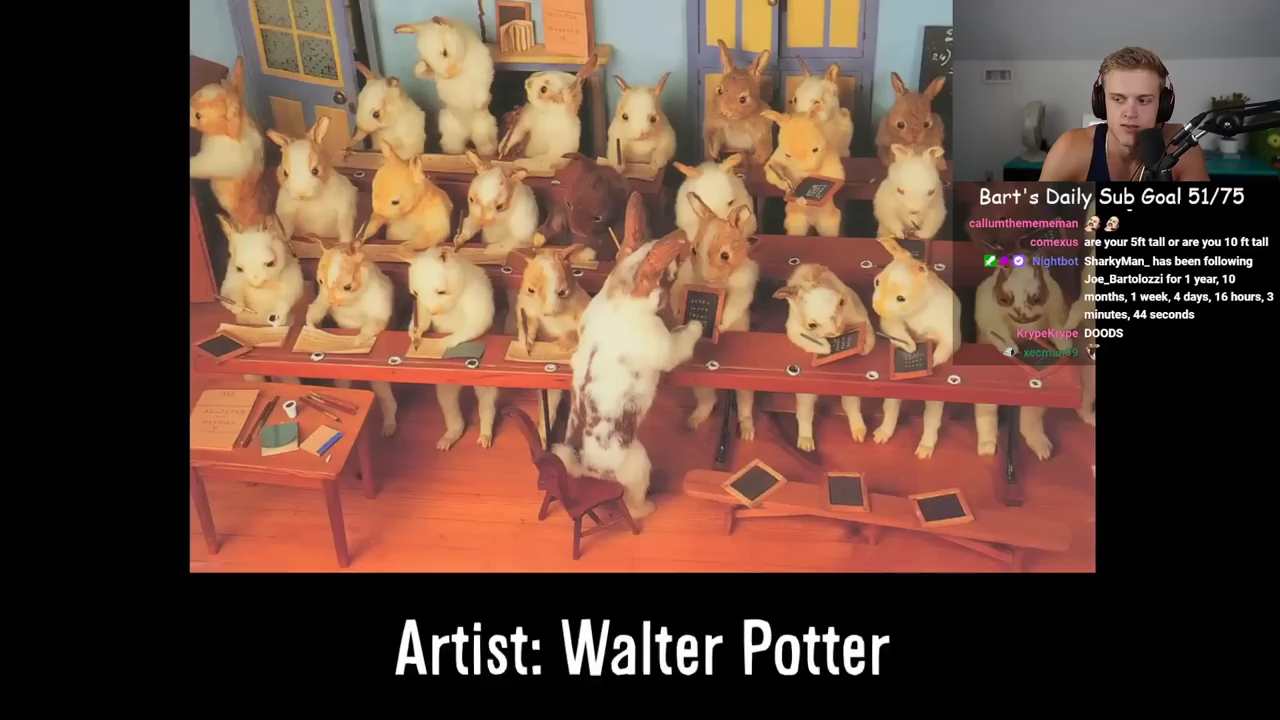 Bart's Daily Sub Goal 51/75
callumthemememan
comexus are your 5ft tall or are you 10 ft tall
Nightbot SharkyMan_ has been following
Joe_Bartolozzi for 1 year, 10
months, 1 week, 4 days, 16 hours, 3
minutes, 44 seconds
KrypeKrype DOODS
Artist: Walter Potter